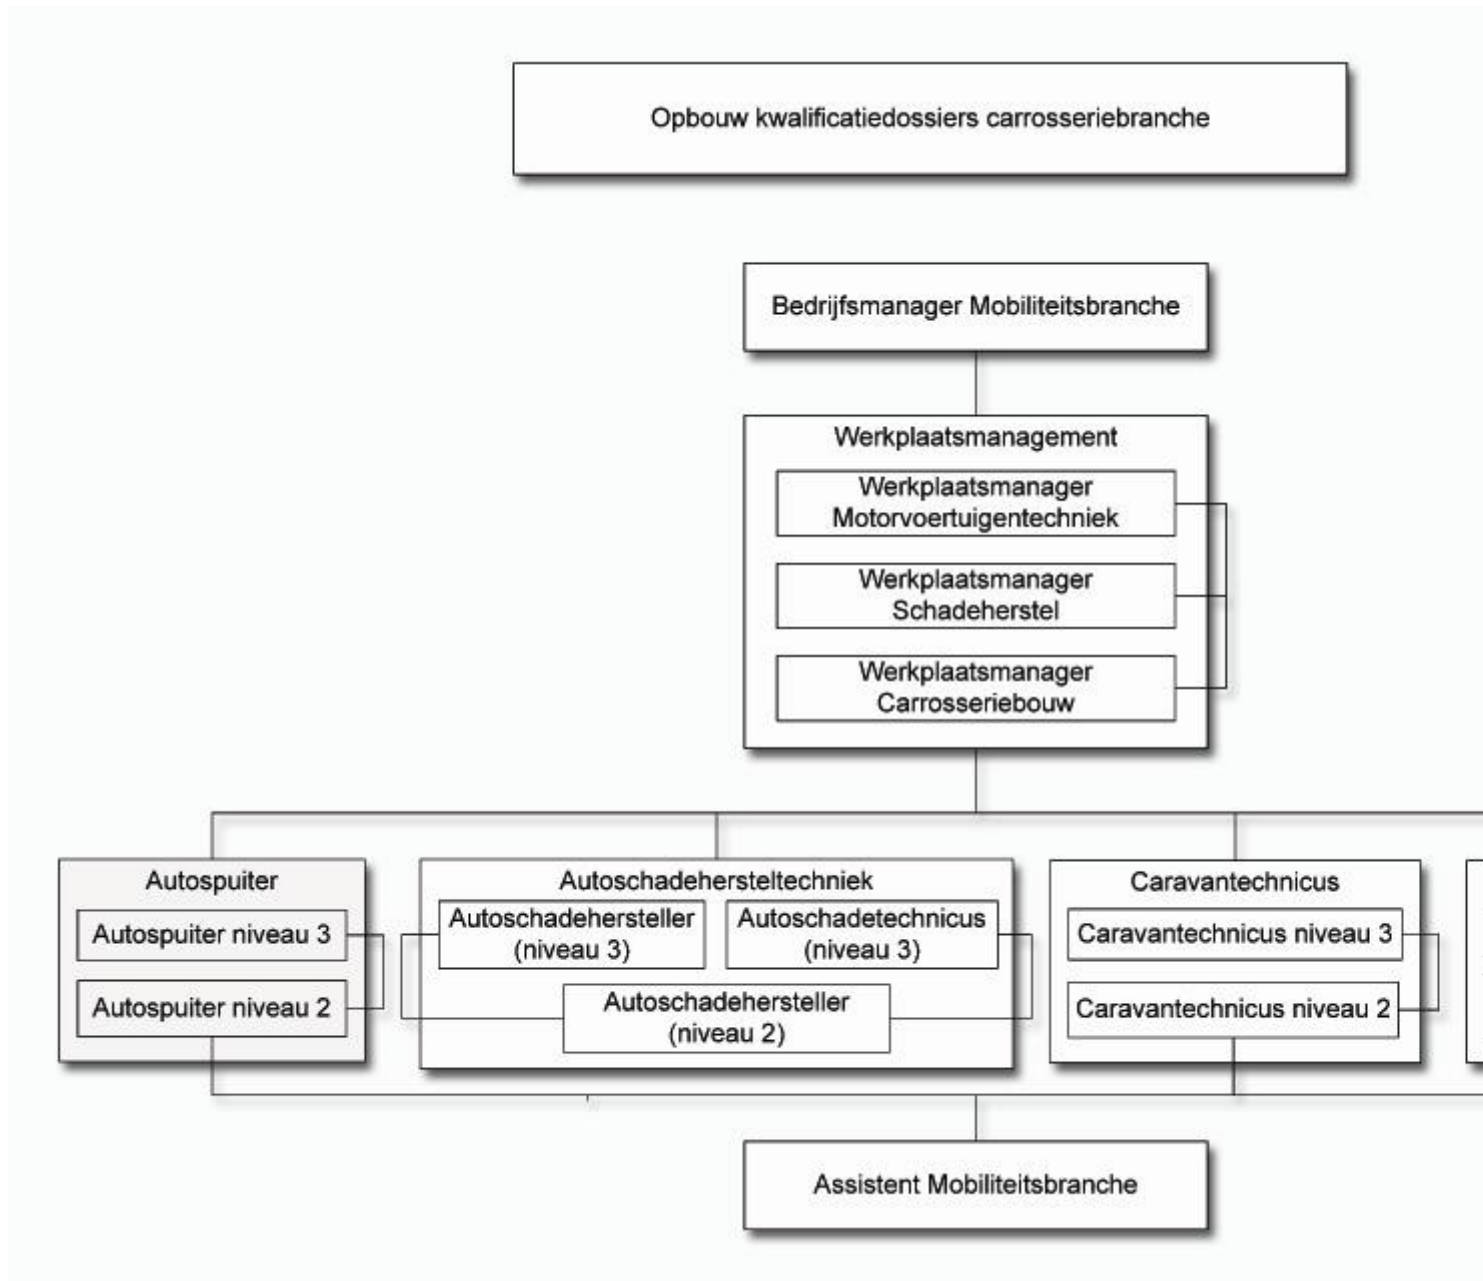 Opbouw kwalificatiedossiers carrosseriebranche
Bedrijfsmanager Mobiliteitsbranche
Werkplaatsmanagement
Werkplaatsmanager
Motorvoertuigentechniek
Werkplaatsmanager
Schadeherstel
Werkplaatsmanager
Carrosseriebouw
Autospuiter
Autospuiter niveau 3
Autospuiter niveau 2
Autoschadehersteltechniek
Autoschadehersteller
(niveau 3)
Autoschadetechnicus
(niveau 3)
Autoschadehersteller
(niveau 2)
Caravantechnicus
Caravantechnicus niveau 3
Caravantechnicus niveau 2
Assistent Mobiliteitsbranche